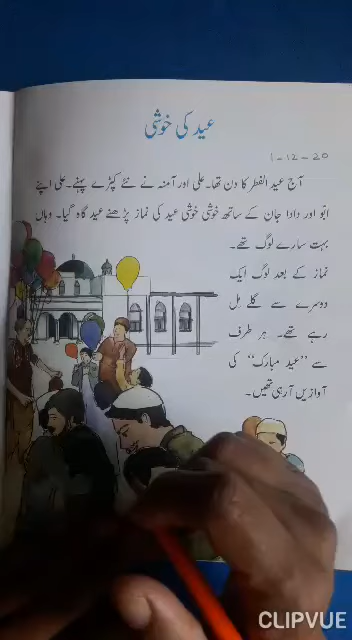 عید کی خوشی
1-12-20
آج عید الفطر کا دن تھا۔ علی اور آمنہ نے نئے کپڑے پہنے۔ علی اپنے
ابّو اور دادا جان کے ساتھ خوشی خوشی عید کی نماز پڑھنے عید گاہ گیا۔ وہاں
بہت سارے لوگ تھے۔
نماز کے بعد لوگ ایک
دوسرے سے گلے مل
رہے تھے۔ ہر طرف
سے ”عید مبارک“ کی
آوازیں آ رہی تھیں۔
CLIPVUE